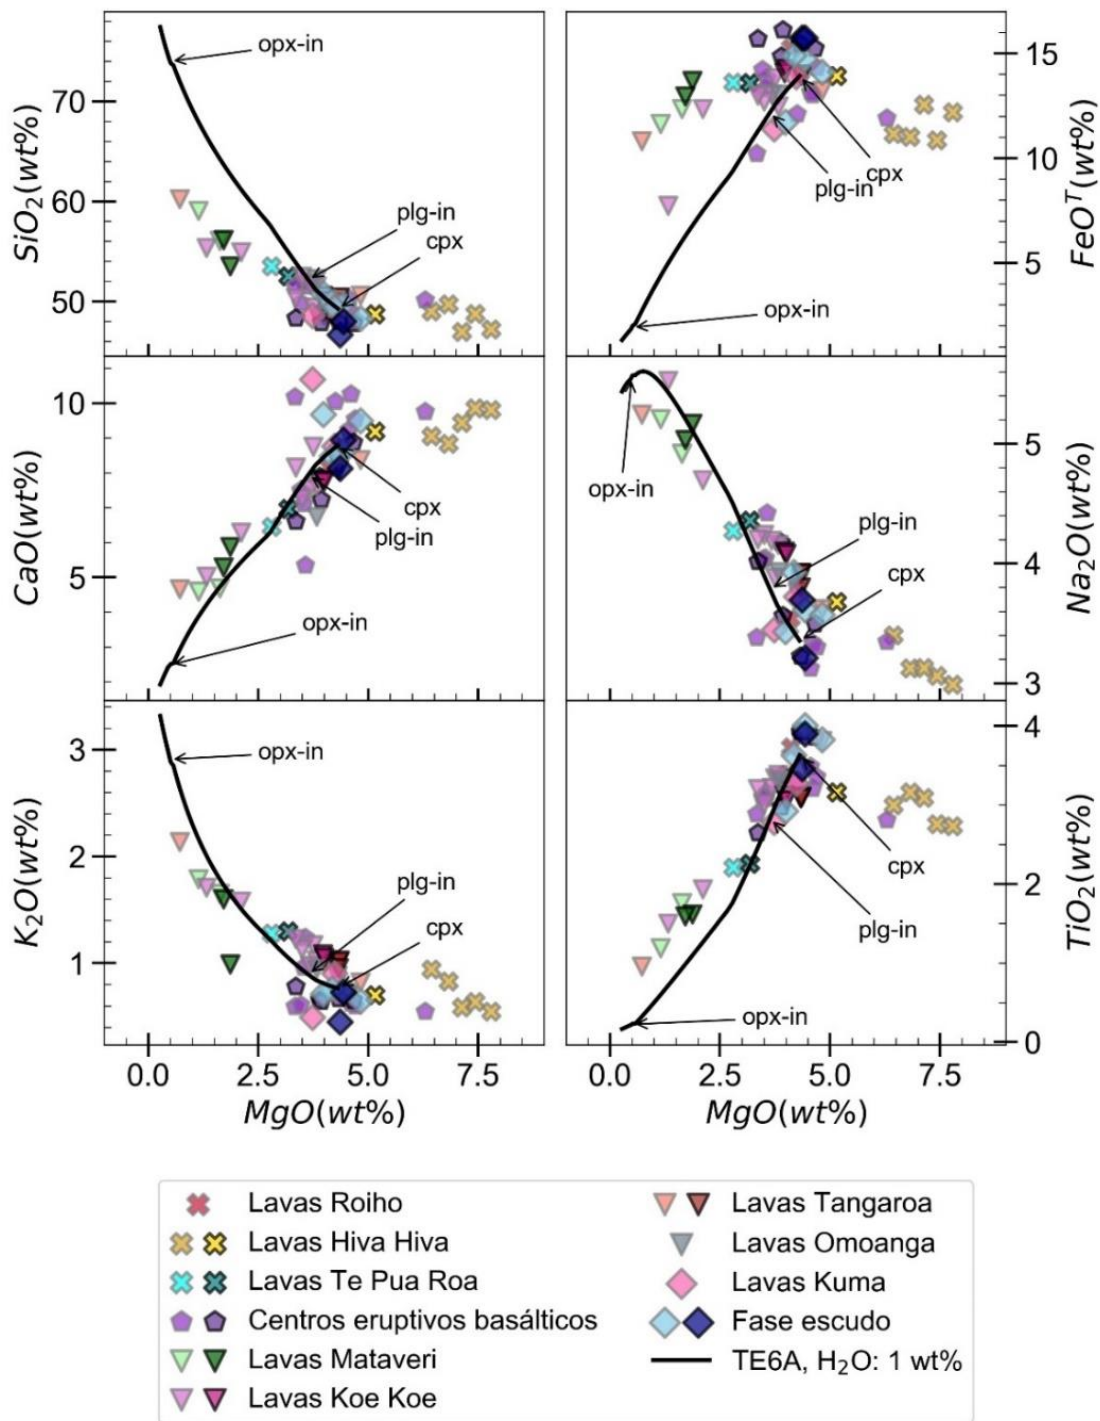 SiO₂(wt%)
70
60
50
opx-in
plg-in
cpx
FeOᵀ(wt%)
15
10
5
cpx
plg-in
opx-in
CaO(wt%)
10
5
cpx
plg-in
opx-in
Na₂O(wt%)
5
4
3
opx-in
plg-in
cpx
K₂O(wt%)
3
2
1
opx-in
plg-in
cpx
TiO₂(wt%)
4
2
0
cpx
plg-in
opx-in
0.0 2.5 5.0 7.5
MgO(wt%)
0.0 2.5 5.0 7.5
MgO(wt%)
Lavas Roiho
Lavas Hiva Hiva
Lavas Te Pua Roa
Centros eruptivos basálticos
Lavas Mataveri
Lavas Koe Koe
Lavas Tangaroa
Lavas Omoanga
Lavas Kuma
Fase escudo
TE6A, H₂O: 1 wt%